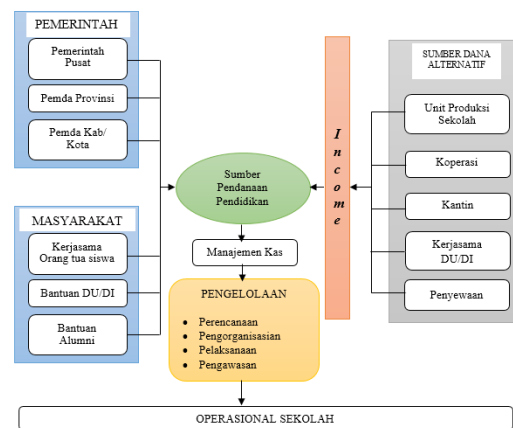 PEMERINTAH
Pemerintah
Pusat
Pemda Provinsi
Pemda Kab/
Kota
MASYARAKAT
Kerjasama
Orang tua siswa
Bantuan DU/DI
Bantuan
Alumni
Sumber
Pendanaan
Pendidikan
Manajemen Kas
PENGELOLAAN
• Perencanaan
• Pengorganisasian
• Pelaksanaan
• Pengawasan
Income
SUMBER DANA
ALTERNATIF
Unit Produksi
Sekolah
Koperasi
Kantin
Kerjasama
DU/DI
Penyewaan
OPERASIONAL SEKOLAH